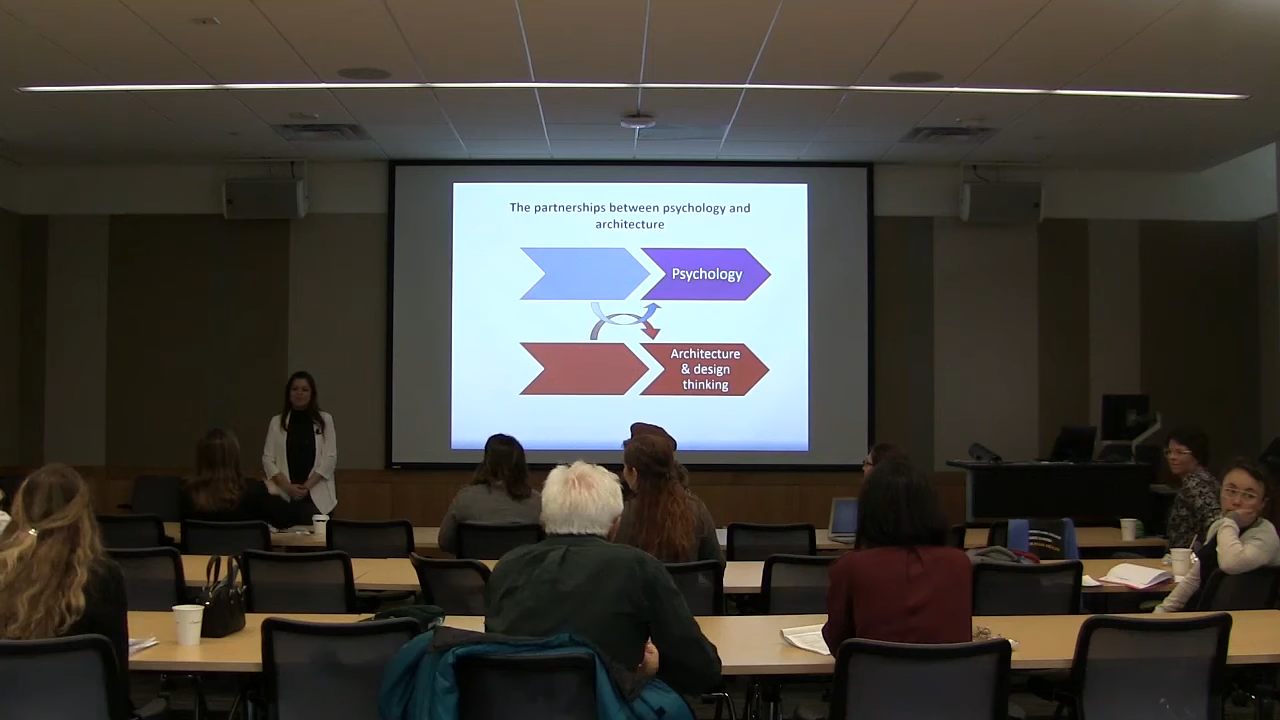 The partnerships between psychology and
architecture
Psychology
Architecture
& design
thinking